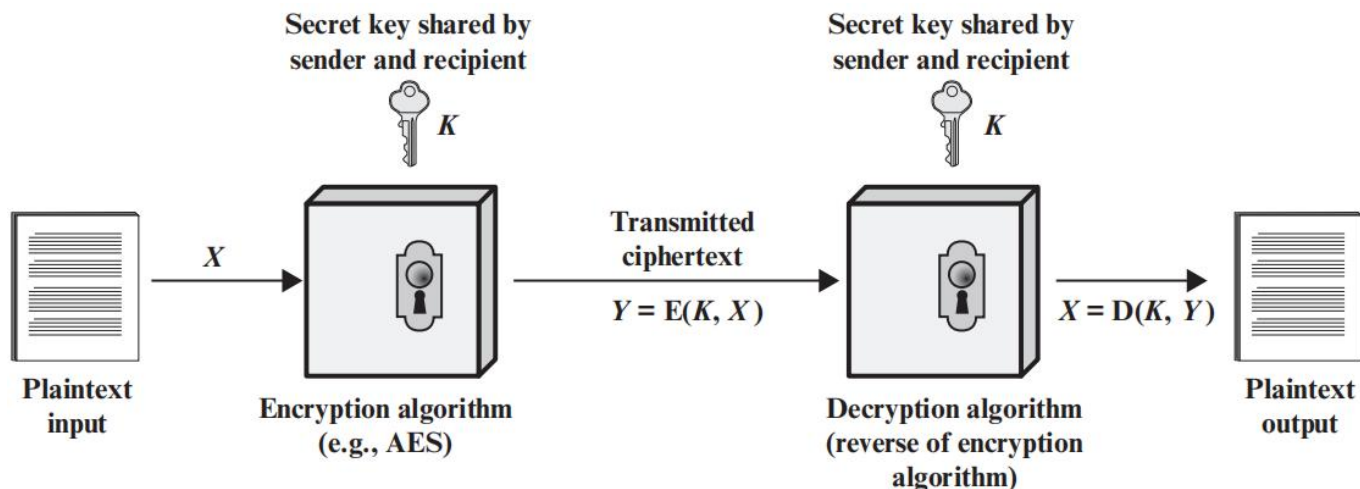 Secret key shared by
sender and recipient
K
Secret key shared by
sender and recipient
K
X
Transmitted
ciphertext
Y = E(K, X)
X = D(K, Y)
Plaintext
input
Encryption algorithm
(e.g., AES)
Decryption algorithm
(reverse of encryption
algorithm)
Plaintext
output